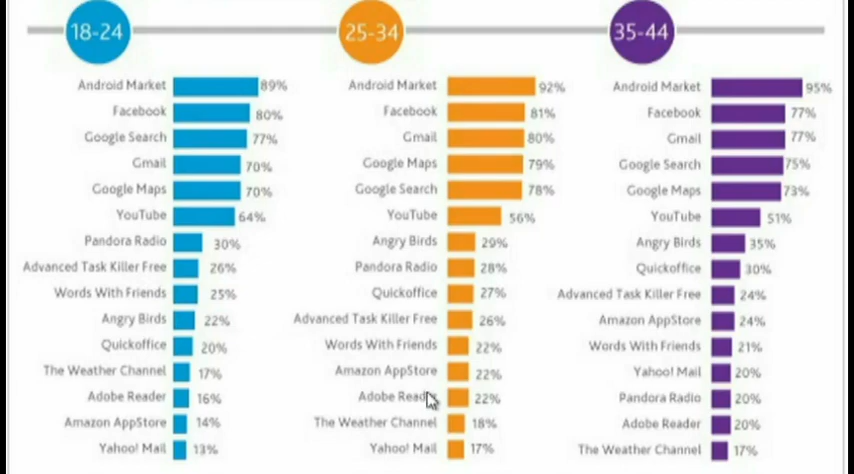 18-24
Android Market 89%
Facebook 80%
Google Search 77%
Gmail 70%
Google Maps 70%
YouTube 64%
Pandora Radio 30%
Advanced Task Killer Free 26%
Words With Friends 25%
Angry Birds 22%
Quickoffice 20%
The Weather Channel 17%
Adobe Reader 16%
Amazon AppStore 14%
Yahoo! Mail 13%
25-34
Android Market 92%
Facebook 81%
Gmail 80%
Google Maps 79%
Google Search 78%
YouTube 56%
Angry Birds 29%
Pandora Radio 28%
Quickoffice 27%
Advanced Task Killer Free 26%
Words With Friends 22%
Amazon AppStore 22%
Adobe Reader 22%
The Weather Channel 18%
Yahoo! Mail 17%
35-44
Android Market 95%
Facebook 77%
Gmail 77%
Google Search 75%
Google Maps 73%
YouTube 51%
Angry Birds 35%
Quickoffice 30%
Advanced Task Killer Free 24%
Amazon AppStore 24%
Words With Friends 21%
Yahoo! Mail 20%
Pandora Radio 20%
Adobe Reader 20%
The Weather Channel 17%